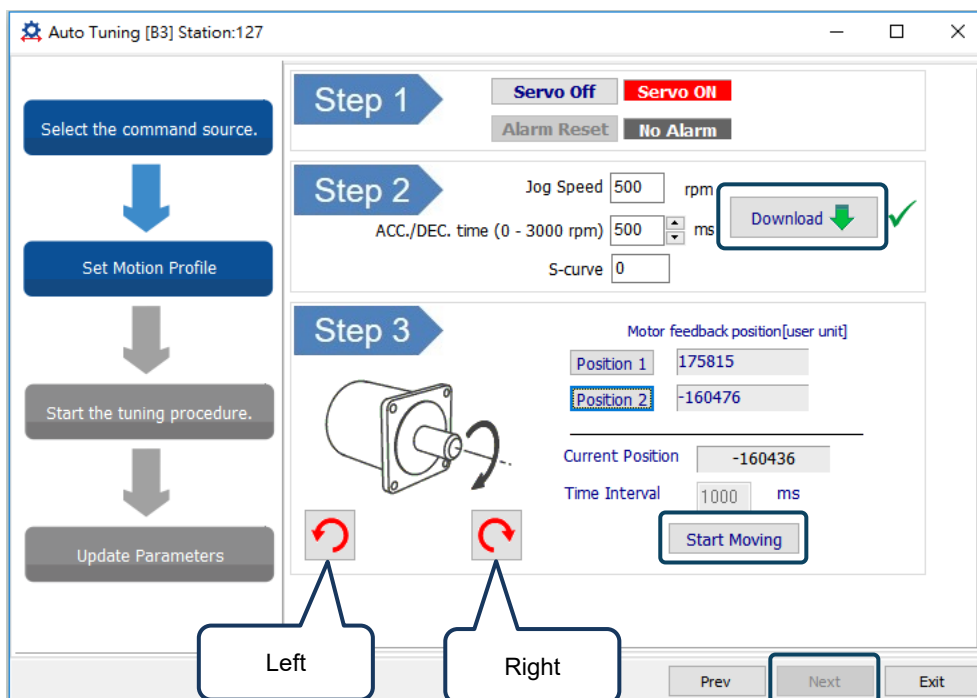 Auto Tuning [B3] Station:127
Select the command source.
Set Motion Profile
Start the tuning procedure.
Update Parameters
Step 1
Servo Off Servo ON
Alarm Reset No Alarm
Step 2
Jog Speed 500 rpm
ACC./DEC. time (0 - 3000 rpm) 500 ms
S-curve 0
Download
Step 3
Motor feedback position[user unit]
Position 1 175815
Position 2 -160476
Current Position -160436
Time Interval 1000 ms
Start Moving
Left
Right
Prev Next Exit